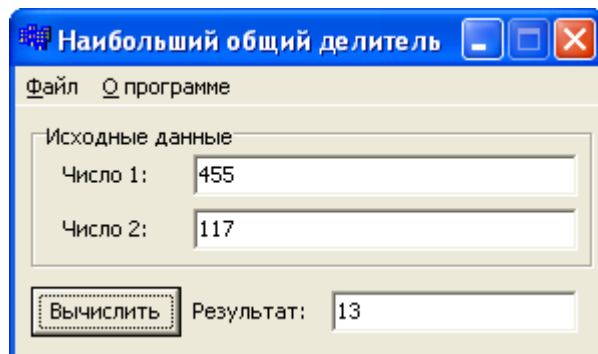 Наибольший общий делитель
Файл О программе
Исходные данные
Число 1: 455
Число 2: 117
Вычислить Результат: 13